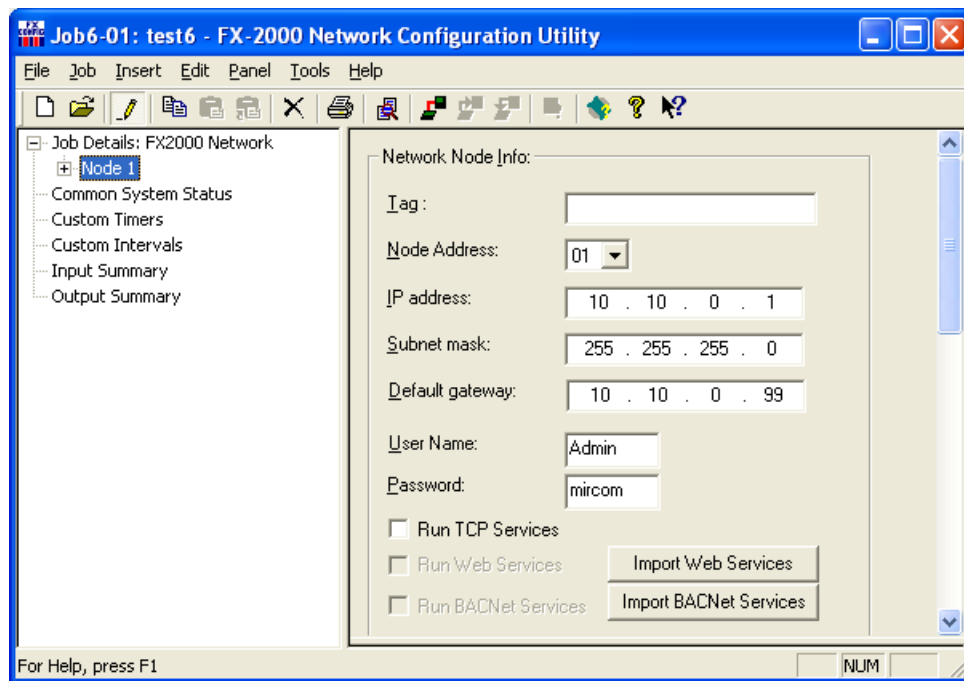 FX
CONFIG
Job6-01: test6 - FX-2000 Network Configuration Utility
File Job Insert Edit Panel Tools Help
Job Details: FX2000 Network
Node 1
Common System Status
Custom Timers
Custom Intervals
Input Summary
Output Summary
Network Node Info:
Tag :
Node Address: 01
IP address: 10 . 10 . 0 . 1
Subnet mask: 255 . 255 . 255 . 0
Default gateway: 10 . 10 . 0 . 99
User Name: Admin
Password: mircom
Run TCP Services
Run Web Services Import Web Services
Run BACNet Services Import BACNet Services
For Help, press F1 NUM